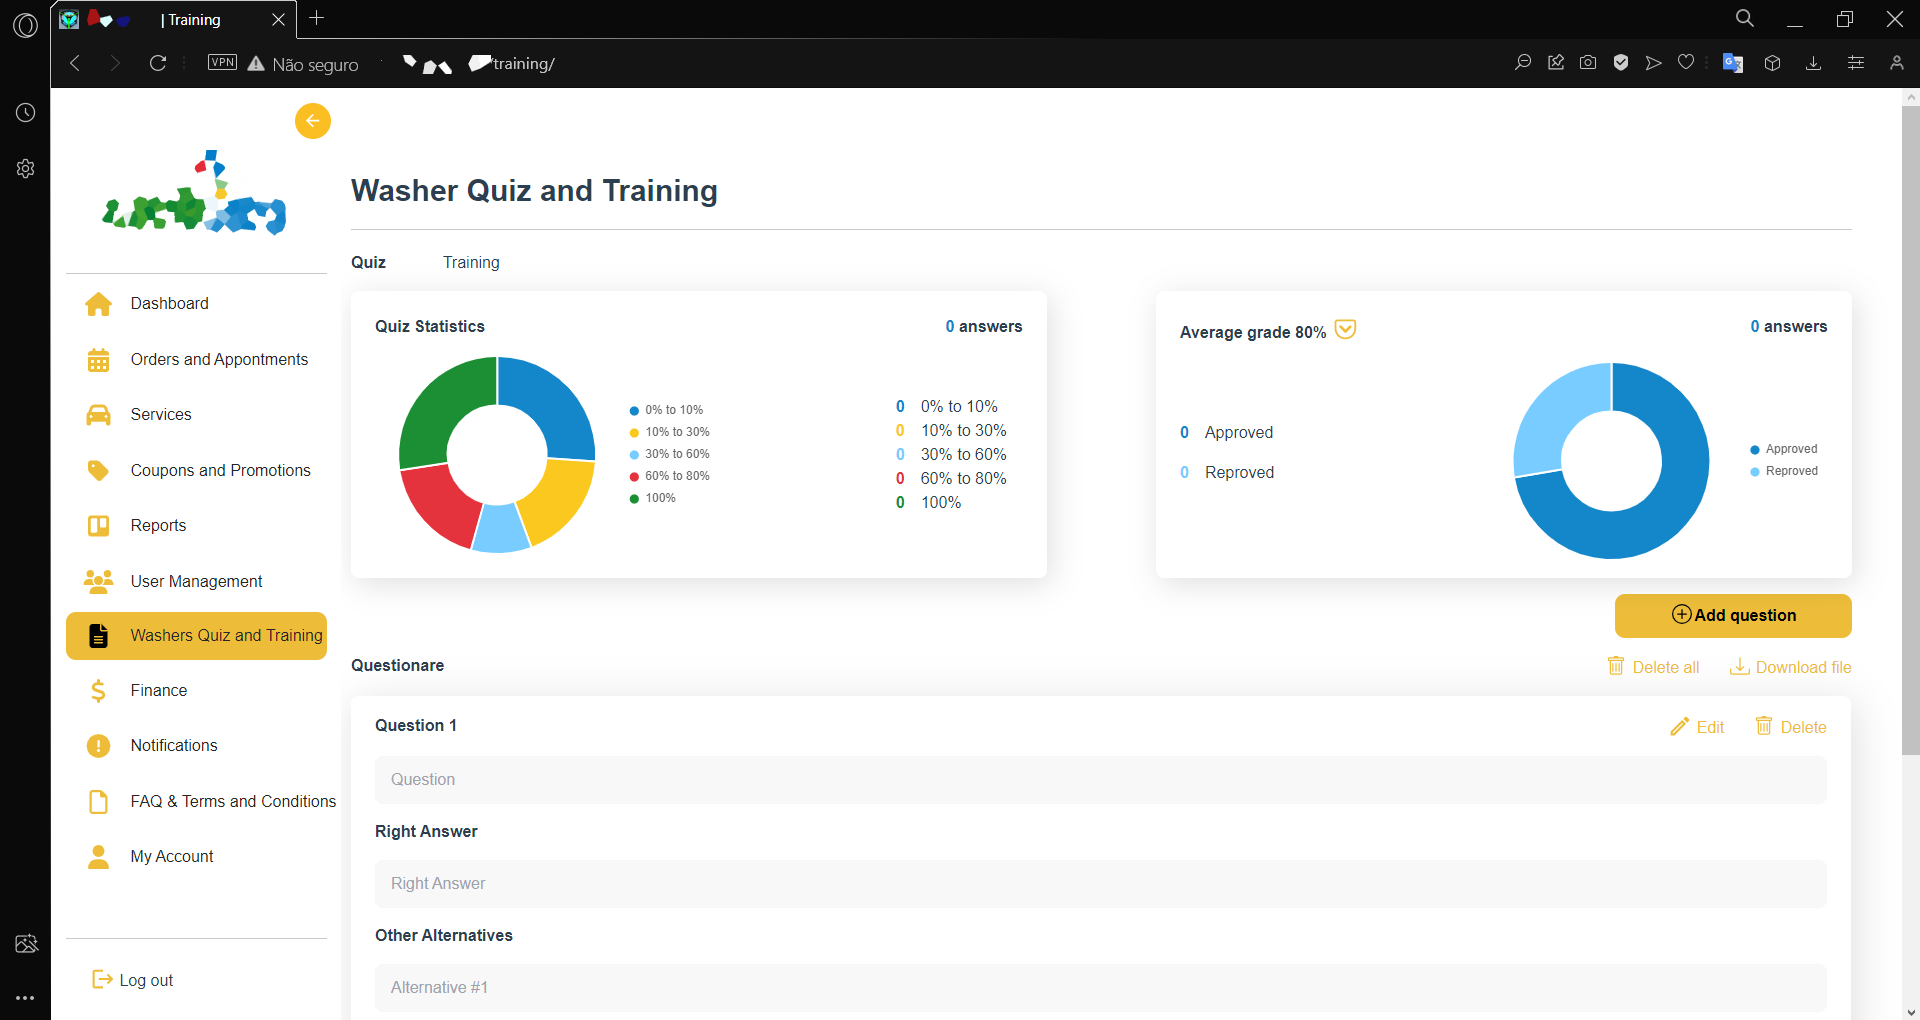 | Training
VPN Não seguro /training/
Washer Quiz and Training
Quiz Training
Dashboard
Orders and Appontments
Services
Coupons and Promotions
Reports
User Management
Washers Quiz and Training
Finance
Notifications
FAQ & Terms and Conditions
My Account
Log out
Quiz Statistics 0 answers
0% to 10%
10% to 30%
30% to 60%
60% to 80%
100%
0 0% to 10%
0 10% to 30%
0 30% to 60%
0 60% to 80%
0 100%
Average grade 80% 0 answers
0 Approved
0 Reproved
Approved
Reproved
Add question
Questionare Delete all Download file
Question 1 Edit Delete
Question
Right Answer
Right Answer
Other Alternatives
Alternative #1